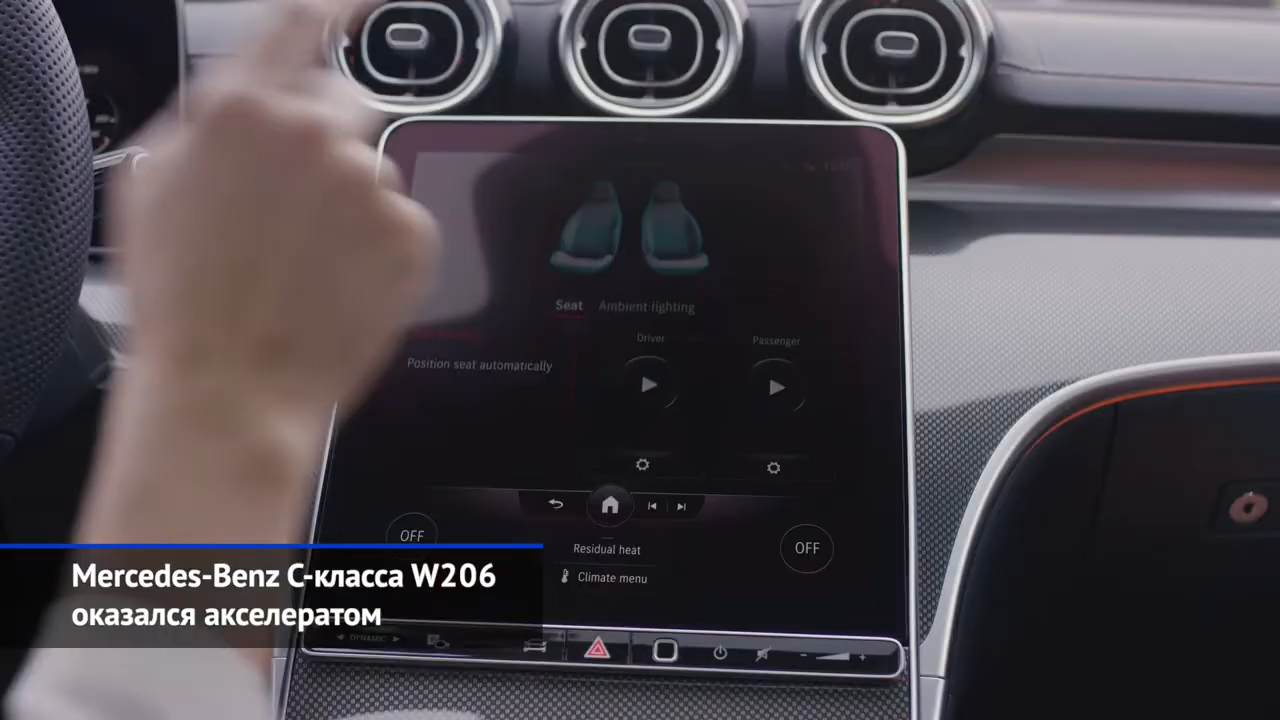 Seat Ambient lighting
Driver
Passenger
Position seat automatically
OFF
Residual heat
OFF
Climate menu
Mercedes-Benz C-класса W206
оказался акселератом
DYNAMIC